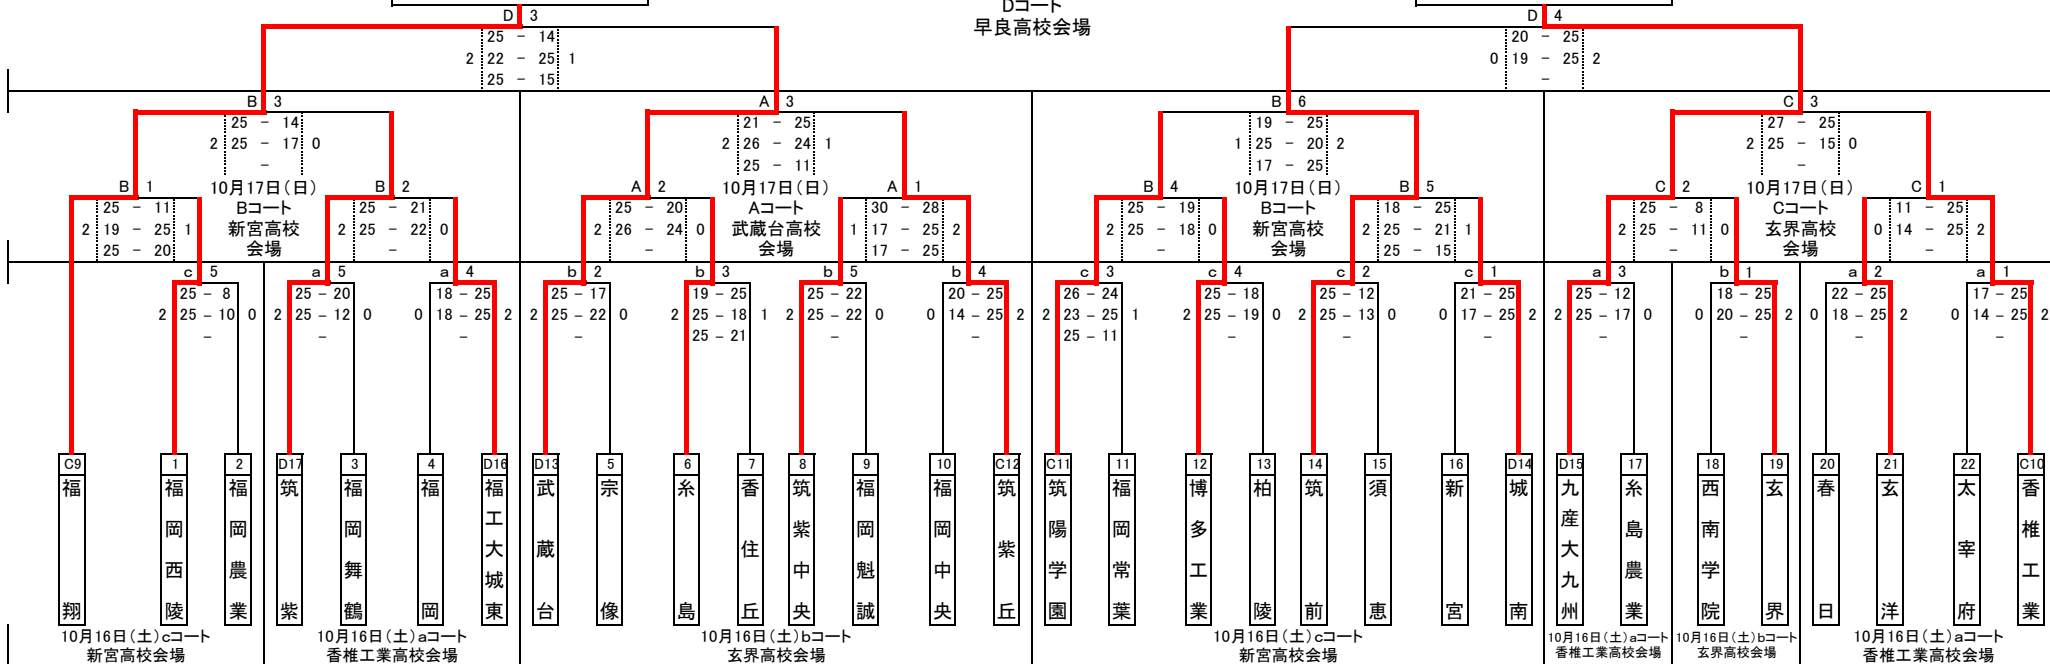 Dコート
早良高校会場
D 3
25 - 14
2 22 - 25 1
25 - 15
D 4
20 - 25
0 19 - 25 2
-
B 3
25 - 14
2 25 - 17 0
-
A 3
21 - 25
2 26 - 24 1
25 - 11
B 6
19 - 25
1 25 - 20 2
17 - 25
C 3
27 - 25
2 25 - 15 0
-
10月17日(日)
Bコート
新宮高校
会場
10月17日(日)
Aコート
武蔵台高校
会場
10月17日(日)
Bコート
新宮高校
会場
10月17日(日)
Cコート
玄界高校
会場
B 1
25 - 11
2 19 - 25 1
25 - 20
B 2
25 - 21
2 25 - 22 0
-
A 2
25 - 20
2 26 - 24 0
-
A 1
30 - 28
1 17 - 25 2
17 - 25
B 4
25 - 19
2 25 - 18 0
-
B 5
18 - 25
2 25 - 21 1
25 - 15
C 2
25 - 8
2 25 - 11 0
-
C 1
11 - 25
0 14 - 25 2
-
c 5
25 - 8
2 25 - 10 0
-
a 5
25 - 20
2 25 - 12 0
-
a 4
18 - 25
0 18 - 25 2
-
b 2
25 - 17
2 25 - 22 0
-
b 3
19 - 25
2 25 - 18 1
25 - 21
b 5
25 - 22
2 25 - 22 0
-
b 4
20 - 25
0 14 - 25 2
-
c 3
26 - 24
2 23 - 25 1
25 - 11
c 4
25 - 18
2 25 - 19 0
-
c 2
25 - 12
2 25 - 13 0
-
c 1
21 - 25
0 17 - 25 2
-
a 3
25 - 12
2 25 - 17 0
-
b 1
18 - 25
0 20 - 25 2
-
a 2
22 - 25
0 18 - 25 2
-
a 1
17 - 25
0 14 - 25 2
-
C9 福翔
1 福岡西陵
2 福岡農業
D17 筑紫
3 福岡舞鶴
4 福岡
D16 福工大城東
D13 武蔵台
5 宗像
6 糸島
7 香住丘
8 筑紫中央
9 福岡魁誠
10 福岡中央
C12 筑紫丘
C11 筑陽学園
11 福岡常葉
12 博多工業
13 柏陵
14 筑前
15 須恵
16 新宮
D14 城南
D15 九産大九州
17 糸島農業
18 西南学院
19 玄界
20 春日
21 玄洋
22 太宰府
C10 香椎工業
10月16日(土)cコート
新宮高校会場
10月16日(土)aコート
香椎工業高校会場
10月16日(土)bコート
玄界高校会場
10月16日(土)cコート
新宮高校会場
10月16日(土)aコート
香椎工業高校会場
10月16日(土)bコート
玄界高校会場
10月16日(土)aコート
香椎工業高校会場